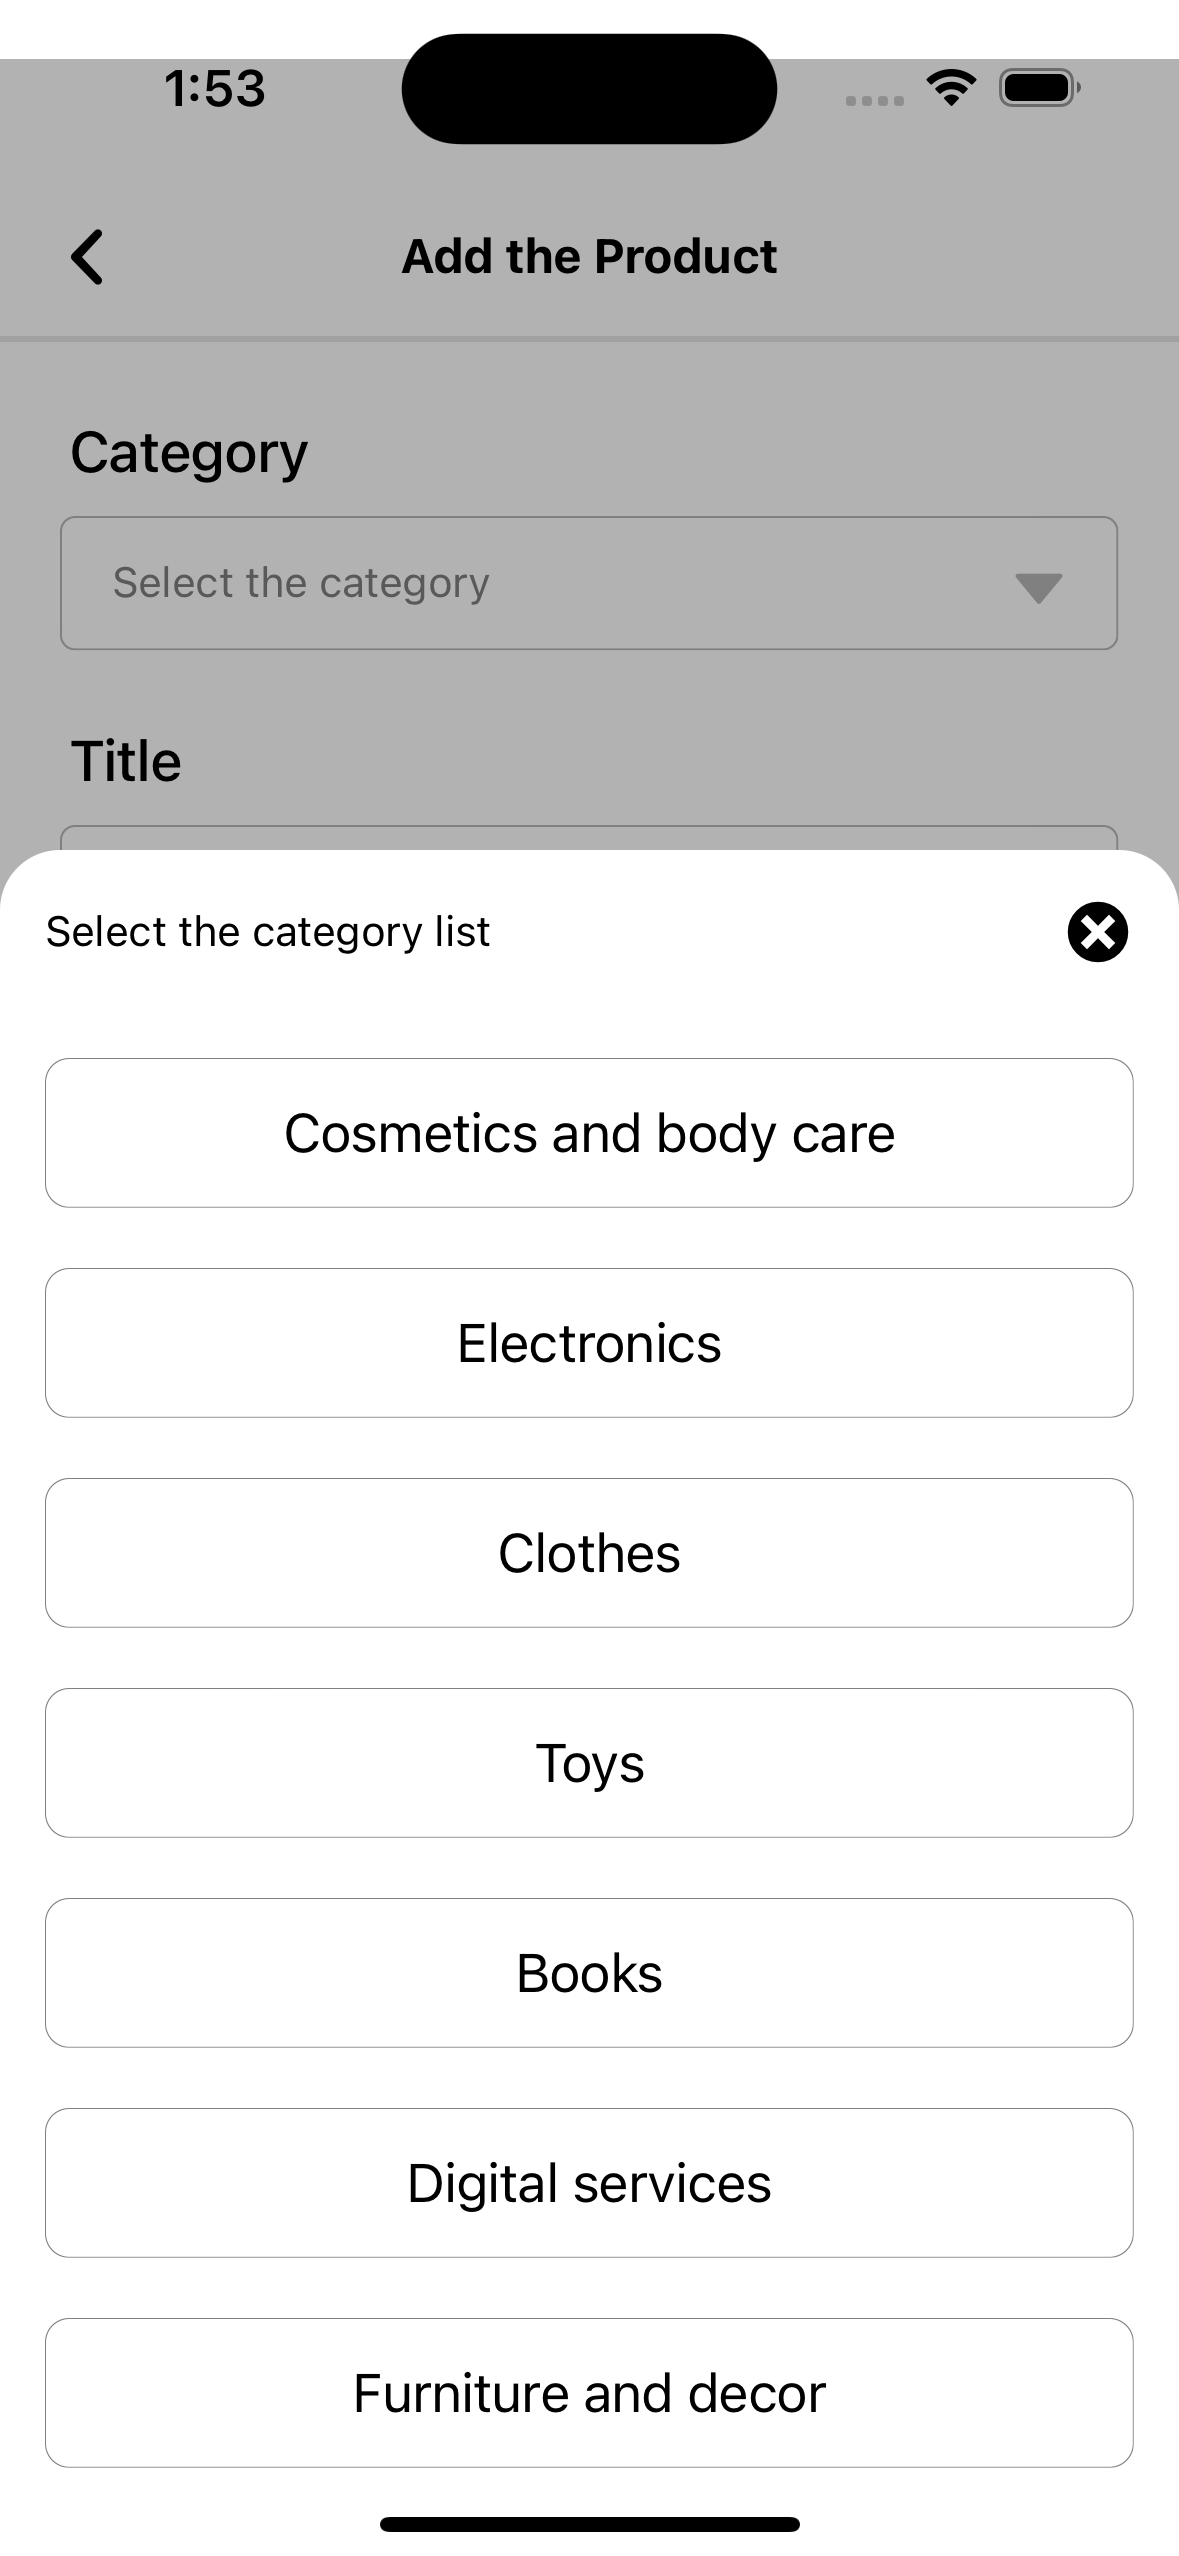 1:53
Add the Product
Category
Select the category
Title
Select the category list
Cosmetics and body care
Electronics
Clothes
Toys
Books
Digital services
Furniture and decor